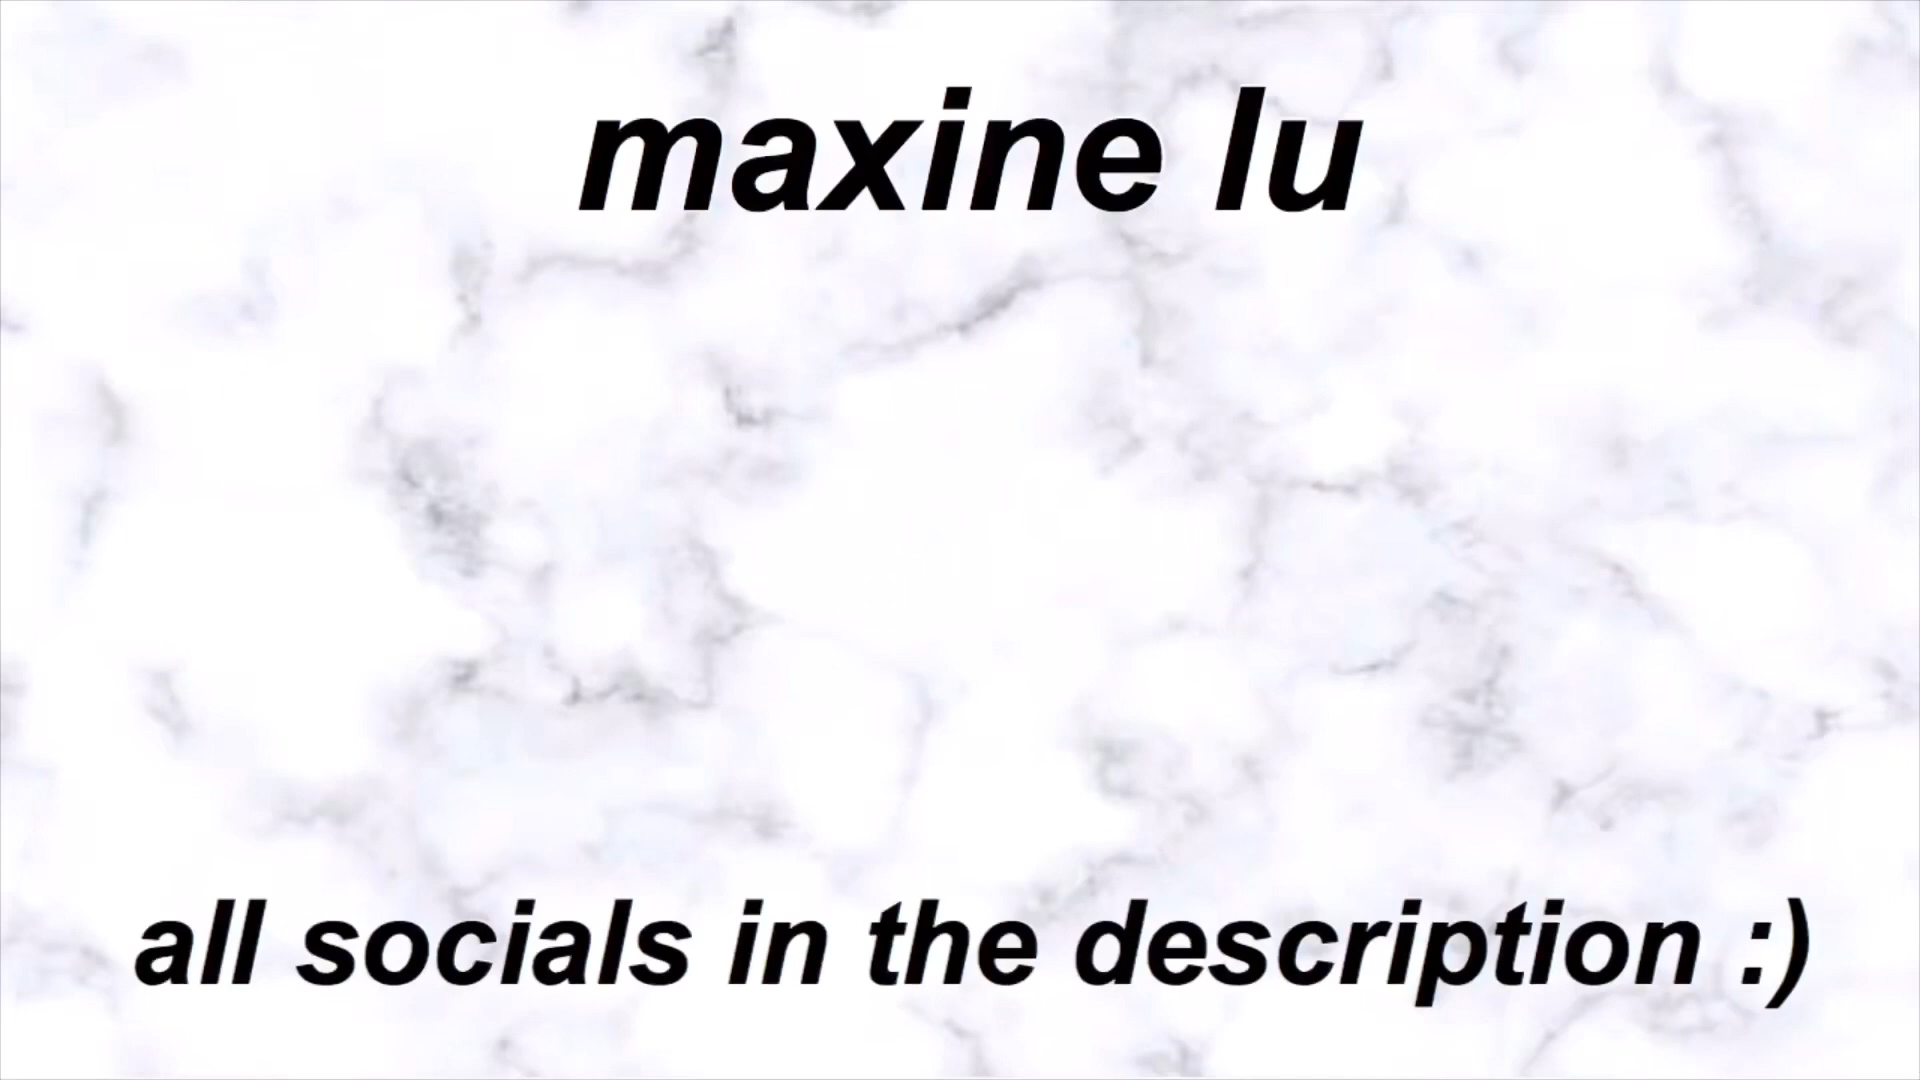 maxine lu
all socials in the description :)